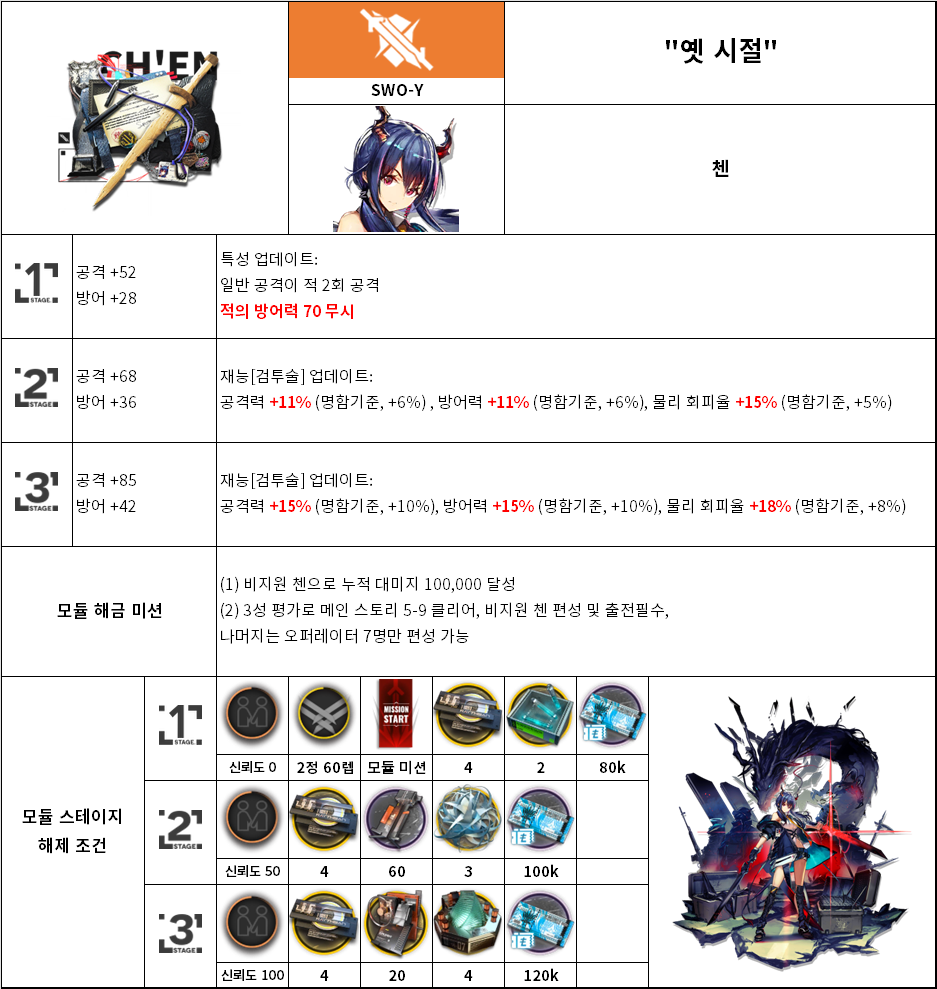 CH'EN
"옛 시절"
SWO-Y
첸
1
STAGE.
공격 +52
방어 +28
특성 업데이트:
일반 공격이 적 2회 공격
적의 방어력 70 무시
2
STAGE.
공격 +68
방어 +36
재능[검투술] 업데이트:
공격력 +11% (명함기준, +6%) , 방어력 +11% (명함기준, +6%), 물리 회피율 +15% (명함기준, +5%)
3
STAGE.
공격 +85
방어 +42
재능[검투술] 업데이트:
공격력 +15% (명함기준, +10%), 방어력 +15% (명함기준, +10%), 물리 회피율 +18% (명함기준, +8%)
모듈 해금 미션
(1) 비지원 첸으로 누적 대미지 100,000 달성
(2) 3성 평가로 메인 스토리 5-9 클리어, 비지원 첸 편성 및 출전필수,
나머지는 오퍼레이터 7명만 편성 가능
모듈 스테이지
해제 조건
1
STAGE.
MISSION
START
신뢰도 0
2정 60렙
모듈 미션
4
2
80k
2
STAGE.
신뢰도 50
4
60
3
100k
3
STAGE.
신뢰도 100
4
20
4
120k